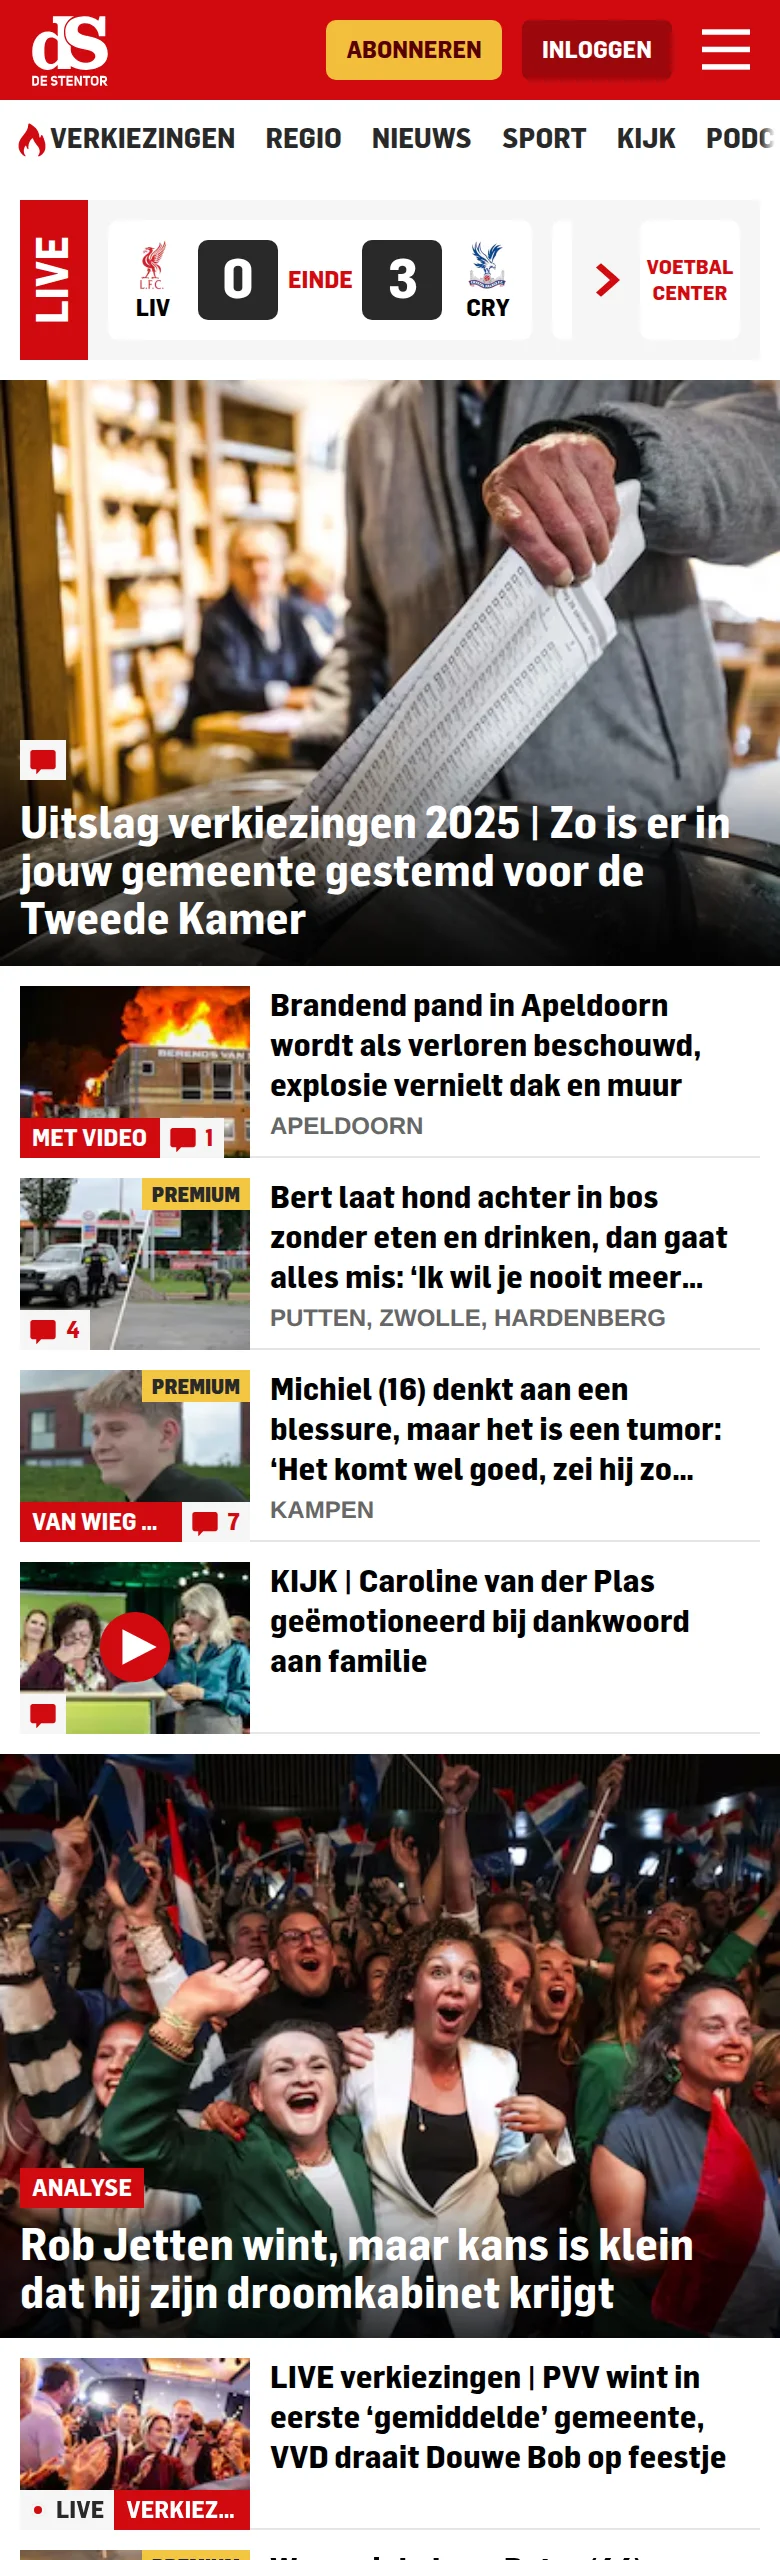 dS
DE STENTOR
ABONNEREN
INLOGGEN
VERKIEZINGEN REGIO NIEUWS SPORT KIJK PODC
LIVE
L.F.C.
LIV
0
EINDE
3
CRY
VOETBAL
CENTER
Uitslag verkiezingen 2025 | Zo is er in
jouw gemeente gestemd voor de
Tweede Kamer
BERENDS VAN
MET VIDEO
1
Brandend pand in Apeldoorn
wordt als verloren beschouwd,
explosie vernielt dak en muur
APELDOORN
PREMIUM
4
Bert laat hond achter in bos
zonder eten en drinken, dan gaat
alles mis: ‘Ik wil je nooit meer...
PUTTEN, ZWOLLE, HARDENBERG
PREMIUM
VAN WIEG ...
7
Michiel (16) denkt aan een
blessure, maar het is een tumor:
‘Het komt wel goed, zei hij zo...
KAMPEN
KIJK | Caroline van der Plas
geëmotioneerd bij dankwoord
aan familie
ANALYSE
Rob Jetten wint, maar kans is klein
dat hij zijn droomkabinet krijgt
LIVE
VERKIEZ...
LIVE verkiezingen | PVV wint in
eerste ‘gemiddelde’ gemeente,
VVD draait Douwe Bob op feestje